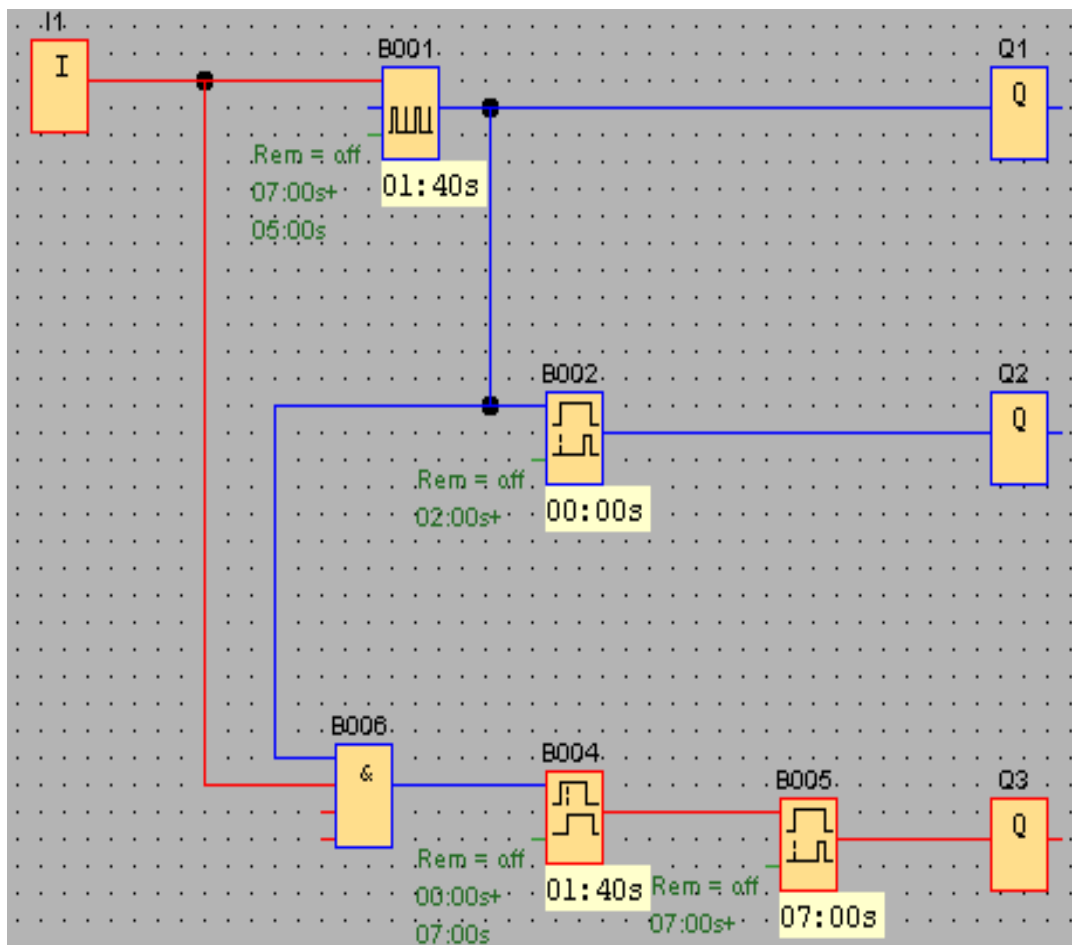 I1
I
B001
Q1
Q
Rem = off
07:00s+
05:00s
01:40s
B002
Q2
Q
Rem = off
02:00s+
00:00s
B006
&
B004
B005
Q3
Q
Rem = off
00:00s+
07:00s
01:40s
Rem = off
07:00s+
07:00s